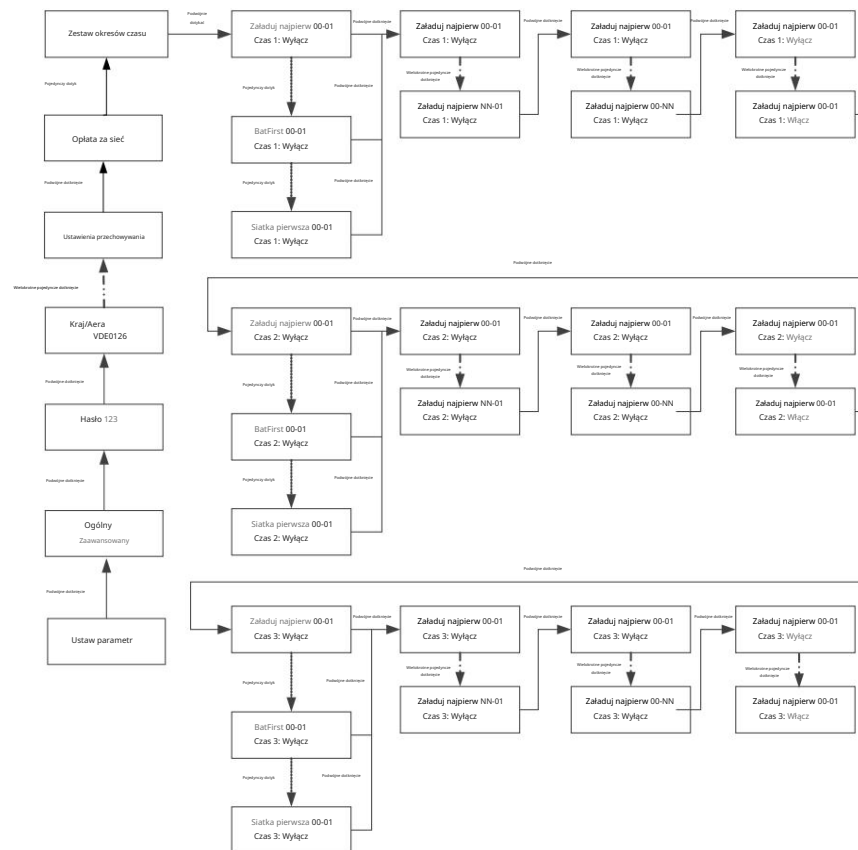 Zestaw okresów czasu
Pojedynczy dotyk
Opłata za sieć
Podwójne dotknięcie
Ustawienia przechowywania
Wielokrotne pojedyncze dotknięcie
Kraj/Aera
VDE0126
Podwójne dotknięcie
Hasło 123
Podwójne dotknięcie
Ogólny
Zaawansowany
Podwójne dotknięcie
Ustaw parametr
Podwójne
dotykać
Załaduj najpierw 00-01
Czas 1: Wyłącz
Podwójne dotknięcie
Załaduj najpierw 00-01
Czas 1: Wyłącz
Podwójne dotknięcie
Załaduj najpierw 00-01
Czas 1: Wyłącz
Podwójne dotknięcie
Załaduj najpierw 00-01
Czas 1: Wyłącz
Pojedynczy dotyk
Podwójne dotknięcie
Wielokrotne pojedyncze
dotknięcie
Wielokrotne pojedyncze
dotknięcie
Wielokrotne pojedyncze
dotknięcie
Załaduj najpierw NN-01
Czas 1: Wyłącz
Załaduj najpierw 00-NN
Czas 1: Wyłącz
Załaduj najpierw 00-01
Czas 1: Włącz
BatFirst 00-01
Czas 1: Wyłącz
Pojedynczy dotyk
Podwójne dotknięcie
Siatka pierwsza 00-01
Czas 1: Wyłącz
Podwójne dotknięcie
Załaduj najpierw 00-01
Czas 2: Wyłącz
Podwójne dotknięcie
Załaduj najpierw 00-01
Czas 2: Wyłącz
Podwójne dotknięcie
Załaduj najpierw 00-01
Czas 2: Wyłącz
Podwójne dotknięcie
Załaduj najpierw 00-01
Czas 2: Wyłącz
Pojedynczy dotyk
Podwójne dotknięcie
Wielokrotne pojedyncze
dotknięcie
Wielokrotne pojedyncze
dotknięcie
Wielokrotne pojedyncze
dotknięcie
Załaduj najpierw NN-01
Czas 2: Wyłącz
Załaduj najpierw 00-NN
Czas 2: Wyłącz
Załaduj najpierw 00-01
Czas 2: Włącz
BatFirst 00-01
Czas 2: Wyłącz
Pojedynczy dotyk
Podwójne dotknięcie
Siatka pierwsza 00-01
Czas 2: Wyłącz
Podwójne dotknięcie
Załaduj najpierw 00-01
Czas 3: Wyłącz
Podwójne dotknięcie
Załaduj najpierw 00-01
Czas 3: Wyłącz
Podwójne dotknięcie
Załaduj najpierw 00-01
Czas 3: Wyłącz
Podwójne dotknięcie
Załaduj najpierw 00-01
Czas 3: Wyłącz
Pojedynczy dotyk
Podwójne dotknięcie
Wielokrotne pojedyncze
dotknięcie
Wielokrotne pojedyncze
dotknięcie
Wielokrotne pojedyncze
dotknięcie
Załaduj najpierw NN-01
Czas 3: Wyłącz
Załaduj najpierw 00-NN
Czas 3: Wyłącz
Załaduj najpierw 00-01
Czas 3: Włącz
BatFirst 00-01
Czas 3: Wyłącz
Pojedynczy dotyk
Podwójne dotknięcie
Siatka pierwsza 00-01
Czas 3: Wyłącz